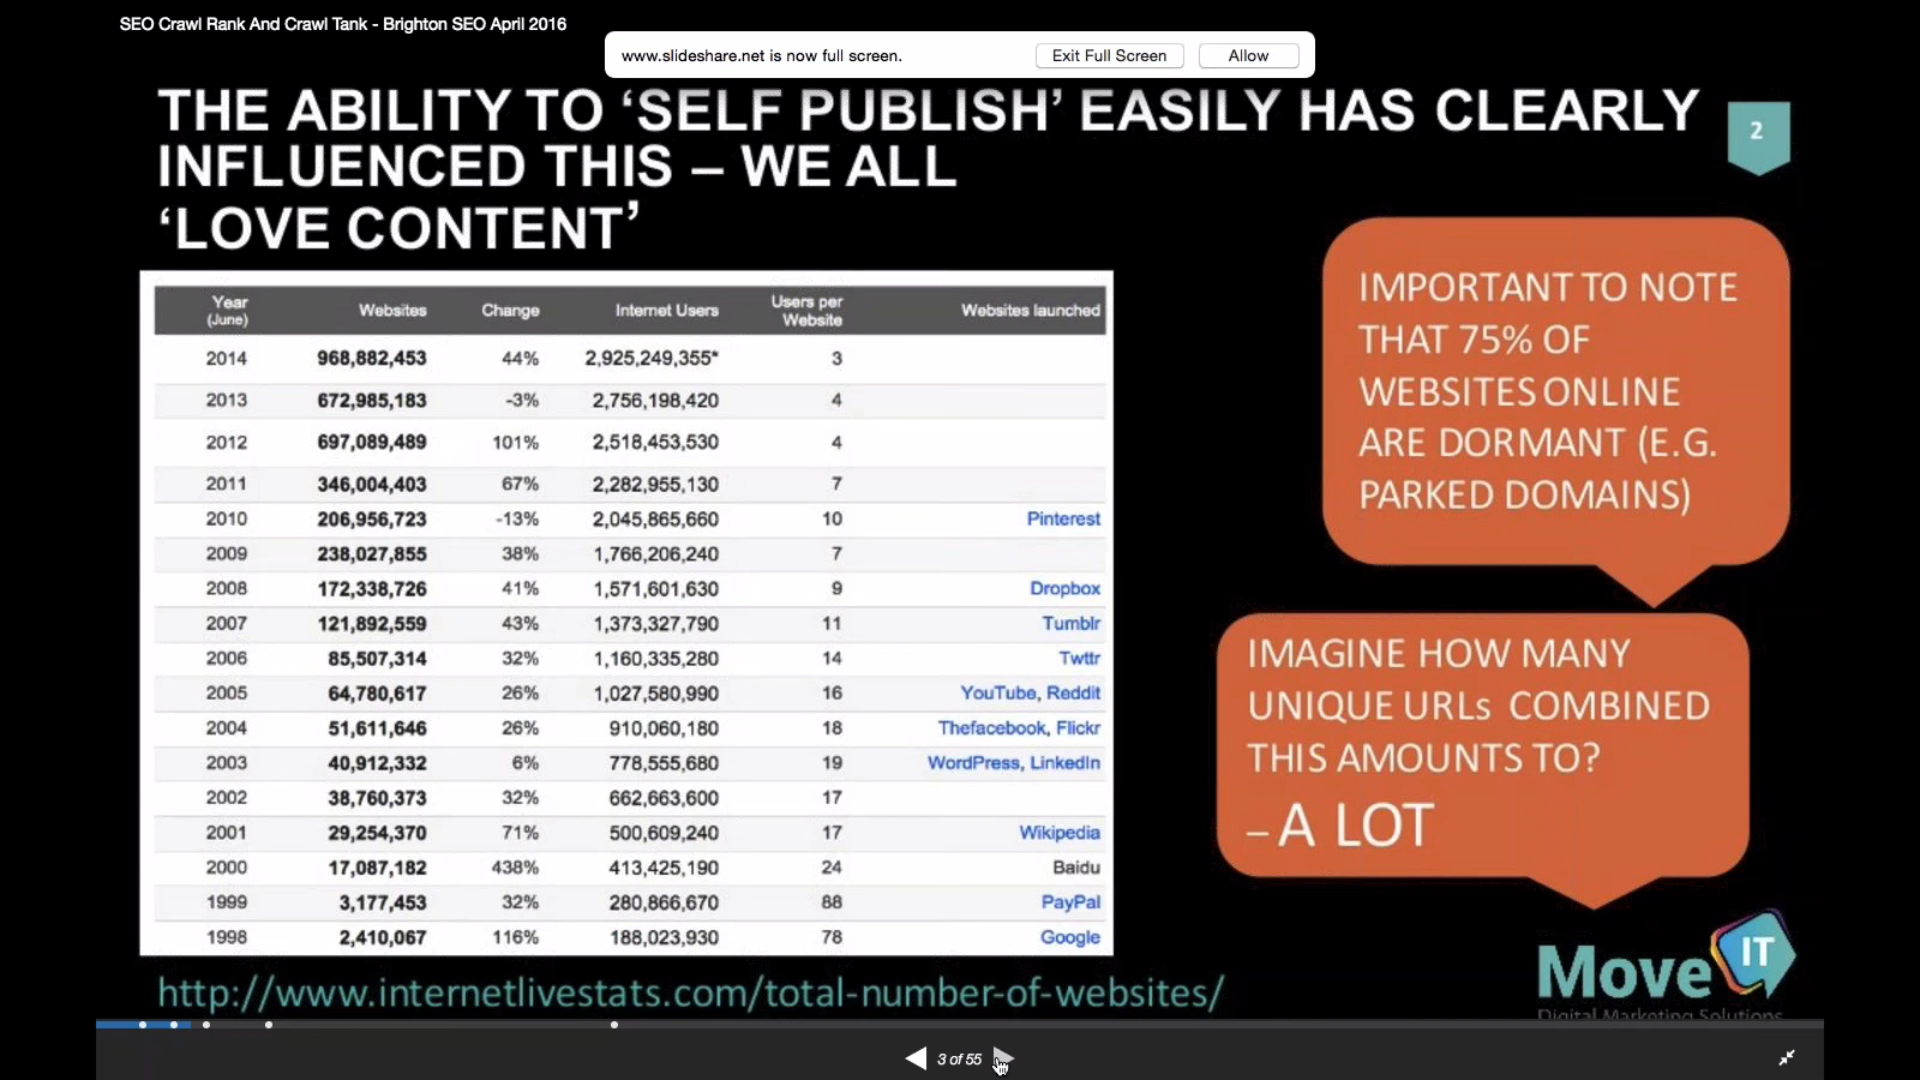 SEO Crawl Rank And Crawl Tank - Brighton SEO April 2016
www.slideshare.net is now full screen. Exit Full Screen Allow
THE ABILITY TO ‘SELF PUBLISH’ EASILY HAS CLEARLY
INFLUENCED THIS – WE ALL
‘LOVE CONTENT’
2
Year (June) Websites Change Internet Users Users per Website Websites launched
2014 968,882,453 44% 2,925,249,355* 3
2013 672,985,183 -3% 2,756,198,420 4
2012 697,089,489 101% 2,518,453,530 4
2011 346,004,403 67% 2,282,955,130 7
2010 206,956,723 -13% 2,045,865,660 10 Pinterest
2009 238,027,855 38% 1,766,206,240 7
2008 172,338,726 41% 1,571,601,630 9 Dropbox
2007 121,892,559 43% 1,373,327,790 11 Tumblr
2006 85,507,314 32% 1,160,335,280 14 Twttr
2005 64,780,617 26% 1,027,580,990 16 YouTube, Reddit
2004 51,611,646 26% 910,060,180 18 Thefacebook, Flickr
2003 40,912,332 6% 778,555,680 19 WordPress, LinkedIn
2002 38,760,373 32% 662,663,600 17
2001 29,254,370 71% 500,609,240 17 Wikipedia
2000 17,087,182 438% 413,425,190 24 Baidu
1999 3,177,453 32% 280,866,670 88 PayPal
1998 2,410,067 116% 188,023,930 78 Google
IMPORTANT TO NOTE
THAT 75% OF
WEBSITES ONLINE
ARE DORMANT (E.G.
PARKED DOMAINS)
IMAGINE HOW MANY
UNIQUE URLs COMBINED
THIS AMOUNTS TO?
– A LOT
http://www.internetlivestats.com/total-number-of-websites/
Move IT
Digital Marketing Solutions
3 of 55